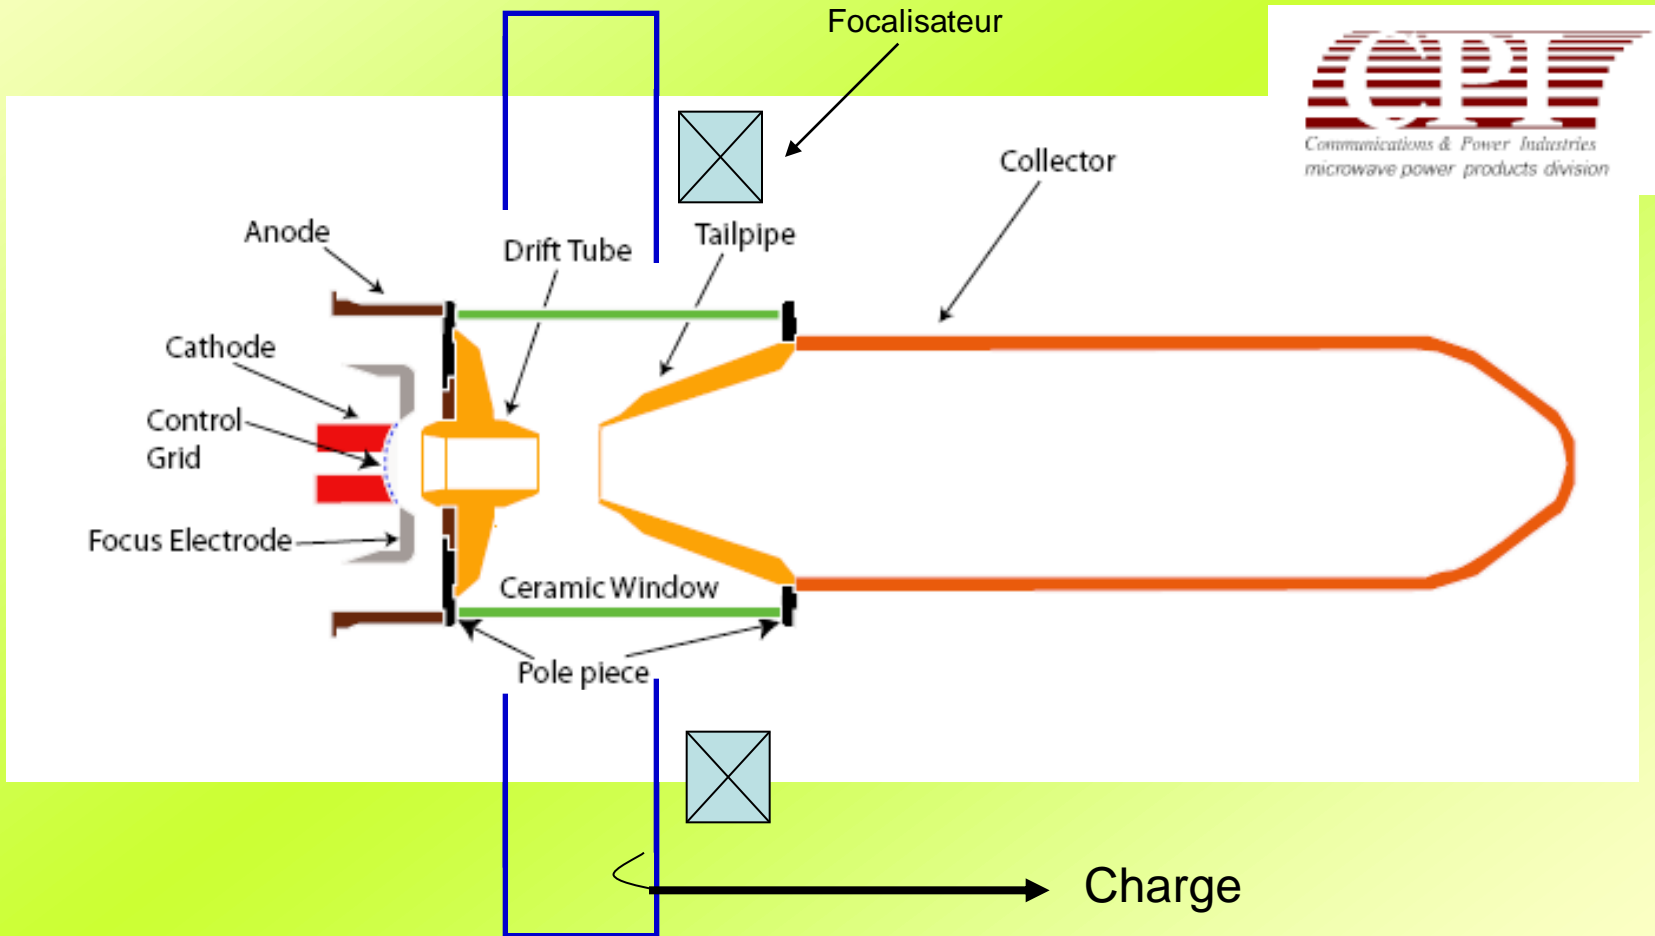 Focalisateur
CPI
Communications & Power Industries
microwave power products division
Collector
Anode
Drift Tube
Tailpipe
Cathode
Control
Grid
Focus Electrode
Ceramic Window
Pole piece
Charge